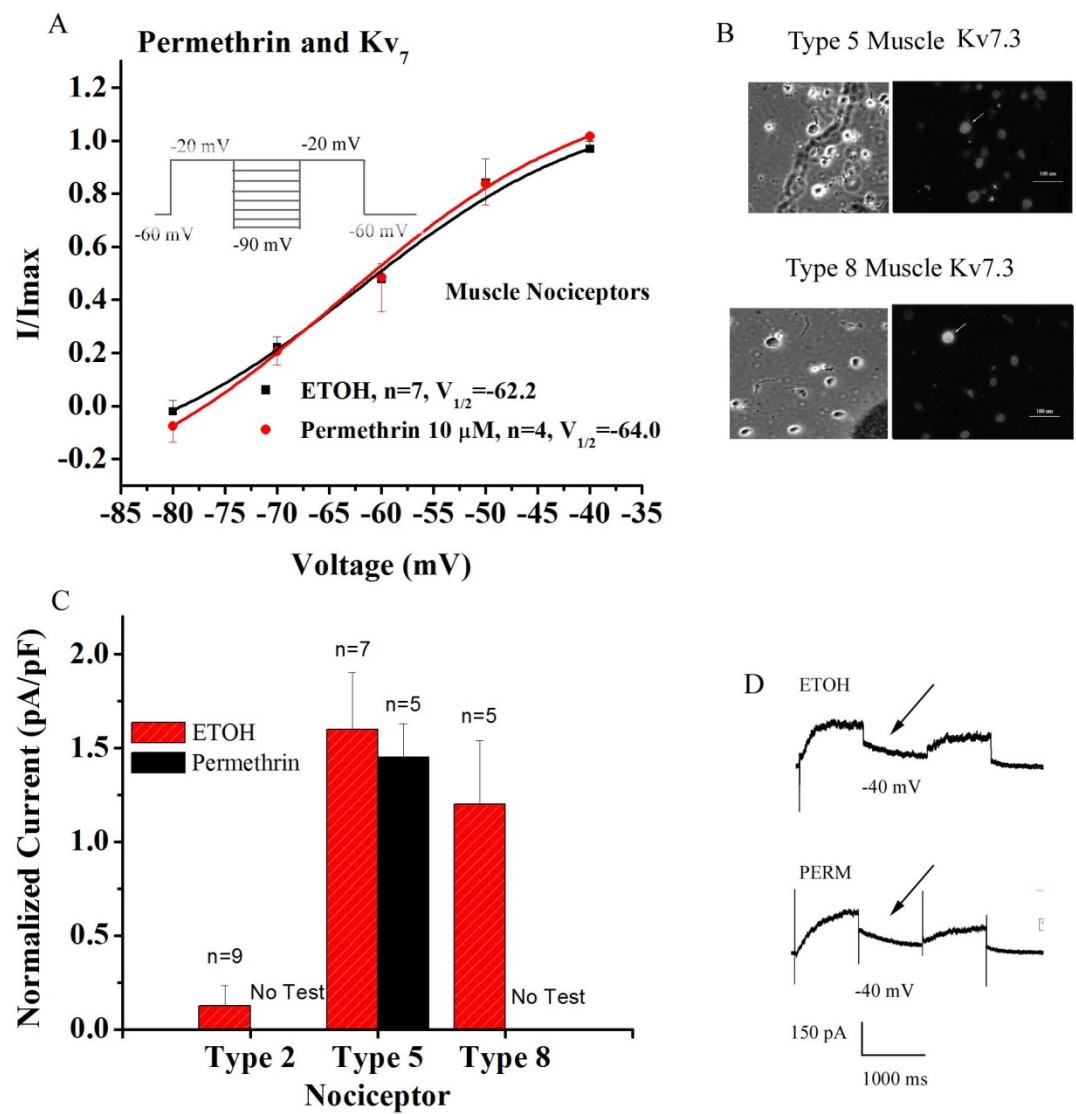 A
Permethrin and Kv7
1.2
1.0
0.8
0.6
0.4
0.2
0.0
-0.2
I/Imax
-20 mV
-20 mV
-60 mV
-90 mV
-60 mV
Muscle Nociceptors
ETOH, n=7, V1/2=-62.2
Permethrin 10 μM, n=4, V1/2=-64.0
-85 -80 -75 -70 -65 -60 -55 -50 -45 -40 -35
Voltage (mV)
B
Type 5 Muscle Kv7.3
100 um
Type 8 Muscle Kv7.3
100 um
C
Normalized Current (pA/pF)
2.0
1.5
1.0
0.5
0.0
ETOH
Permethrin
n=9
No Test
n=7
n=5
n=5
No Test
Type 2 Type 5 Type 8
Nociceptor
D
ETOH
-40 mV
PERM
-40 mV
150 pA
1000 ms